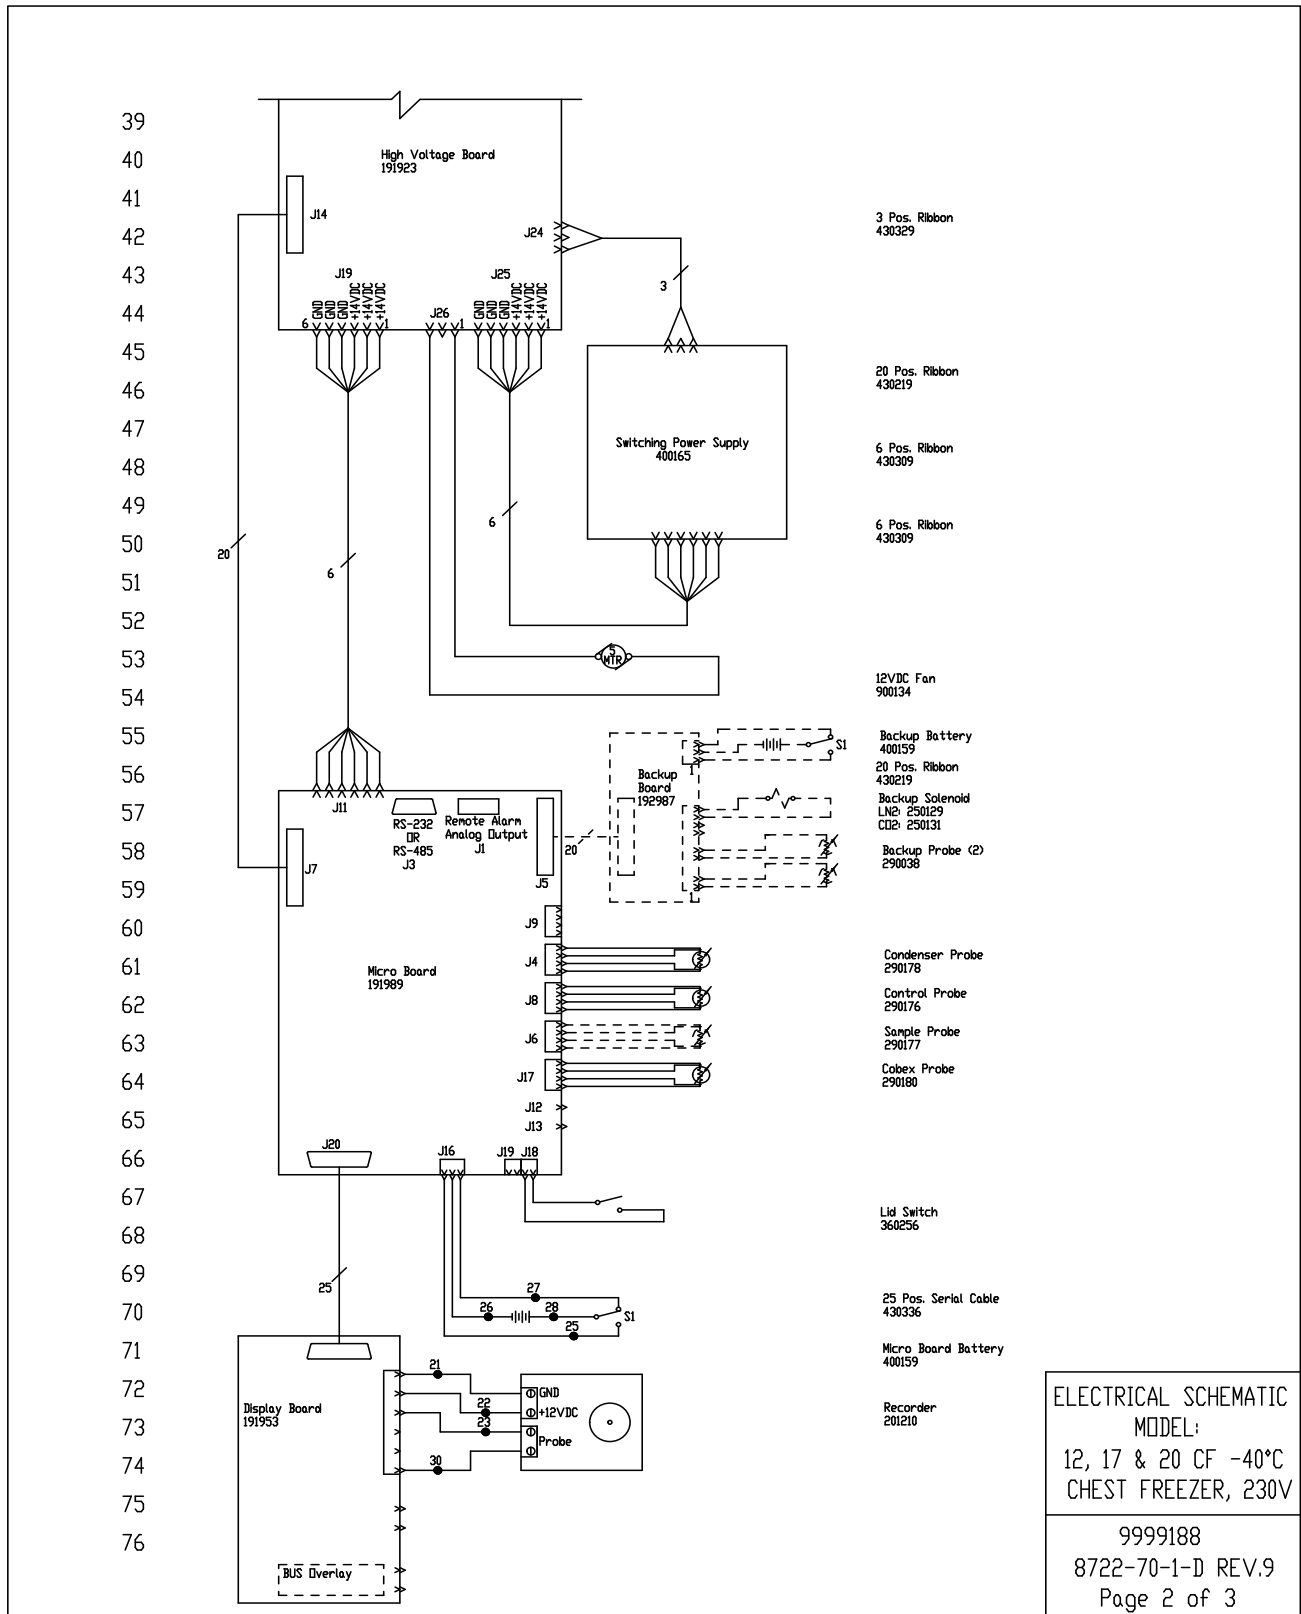 39
40
41
42
43
44
45
46
47
48
49
50
51
52
53
54
55
56
57
58
59
60
61
62
63
64
65
66
67
68
69
70
71
72
73
74
75
76
High Voltage Board
191923
J14
J24
J19
GND
GND
GND
+14VDC
+14VDC
+14VDC
6
1
J26
1
J25
GND
GND
GND
+14VDC
+14VDC
+14VDC
1
3
Switching Power Supply
400165
20
6
6
5
MTR
J11
RS-232
OR
RS-485
J3
Remote Alarm
Analog Output
J1
J5
20
Backup
Board
192987
1
1
S1
J7
J9
Micro Board
191989
J4
J8
J6
J17
J12
J13
J20
J16
J19
J18
25
27
26
28
S1
25
Display Board
191953
21
22
23
30
GND
+12VDC
Probe
BUS Overlay
3 Pos. Ribbon
430329
20 Pos. Ribbon
430219
6 Pos. Ribbon
430309
6 Pos. Ribbon
430309
12VDC Fan
900134
Backup Battery
400159
20 Pos. Ribbon
430219
Backup Solenoid
LN2: 250129
CO2: 250131
Backup Probe (2)
290038
Condenser Probe
290178
Control Probe
290176
Sample Probe
290177
Cobex Probe
290180
Lid Switch
360256
25 Pos. Serial Cable
430336
Micro Board Battery
400159
Recorder
201210
ELECTRICAL SCHEMATIC
MODEL:
12, 17 & 20 CF -40°C
CHEST FREEZER, 230V
9999188
8722-70-1-D REV.9
Page 2 of 3